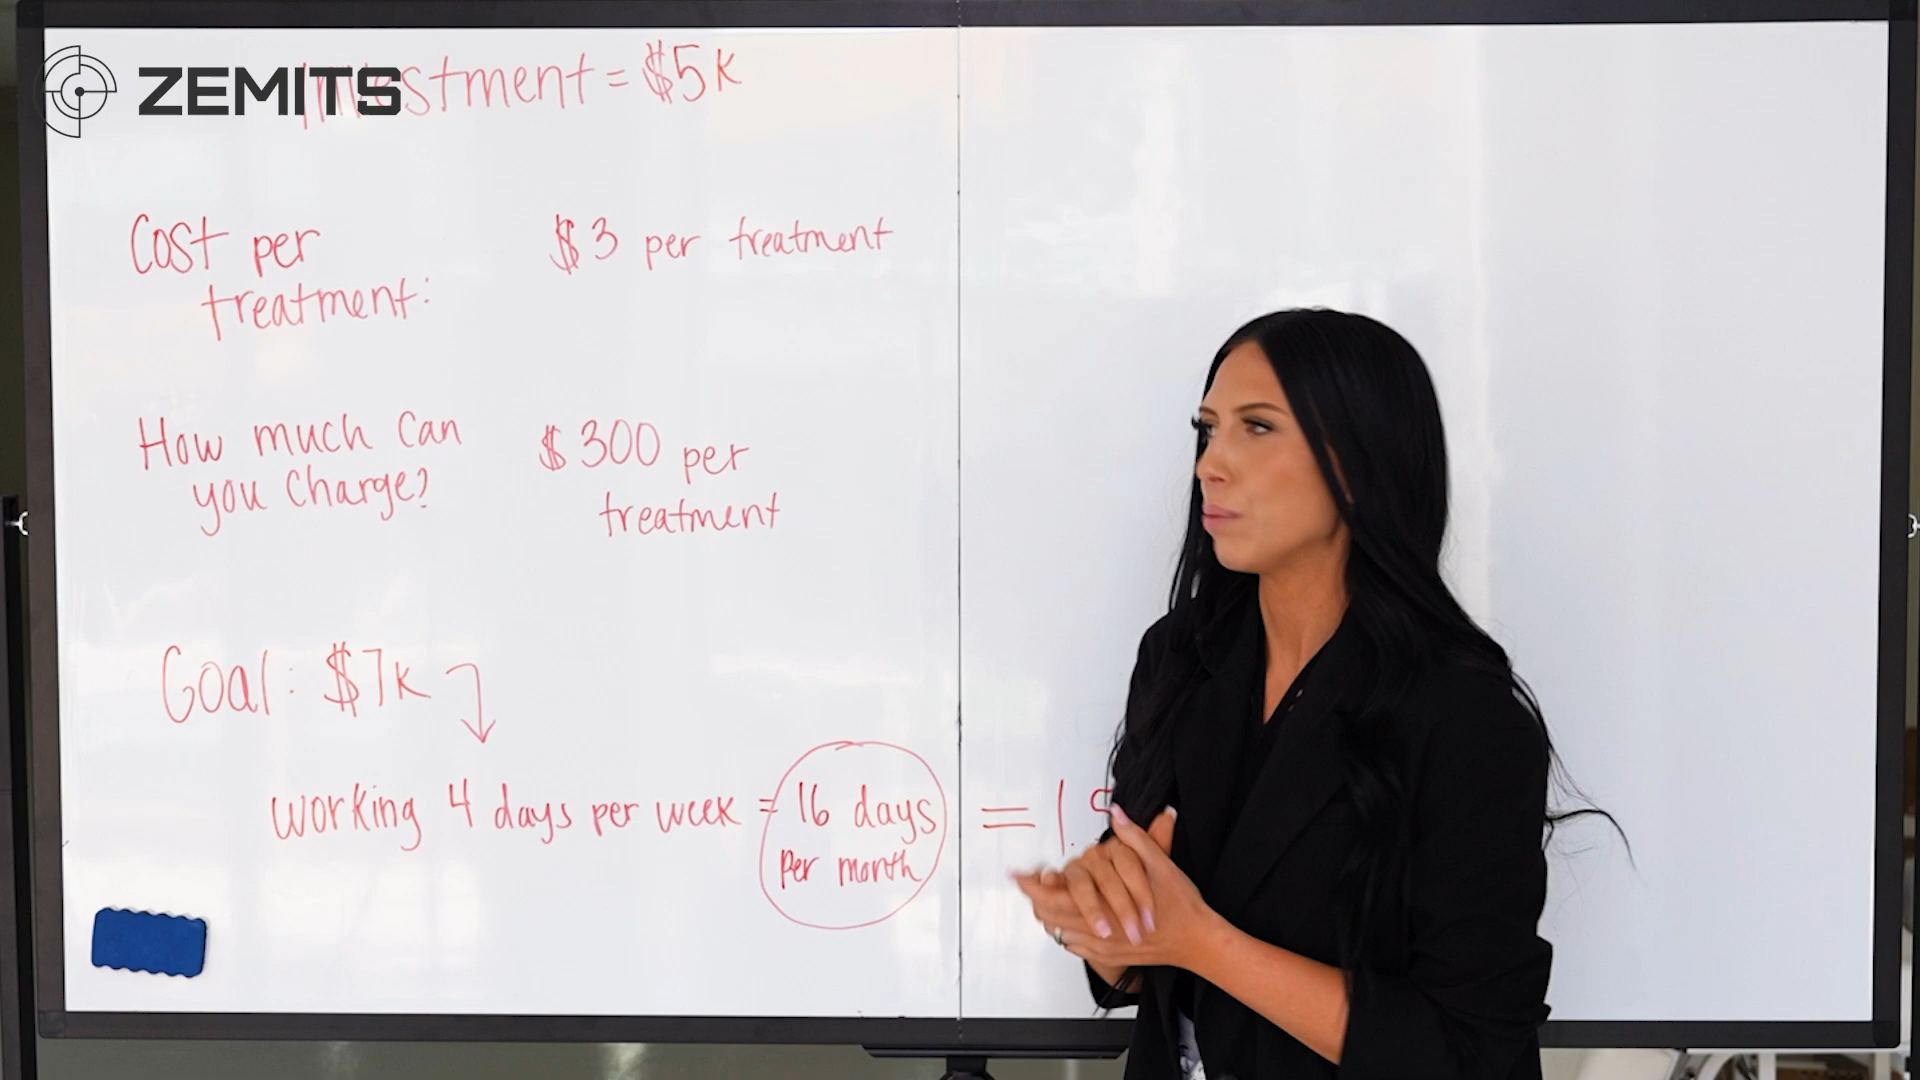 ZEMITS
Investment = $5K
Cost per
treatment:
$3 per treatment
How much can
you charge?
$300 per
treatment
Goal: $7K
working 4 days per week = 16 days
per month
= 1.